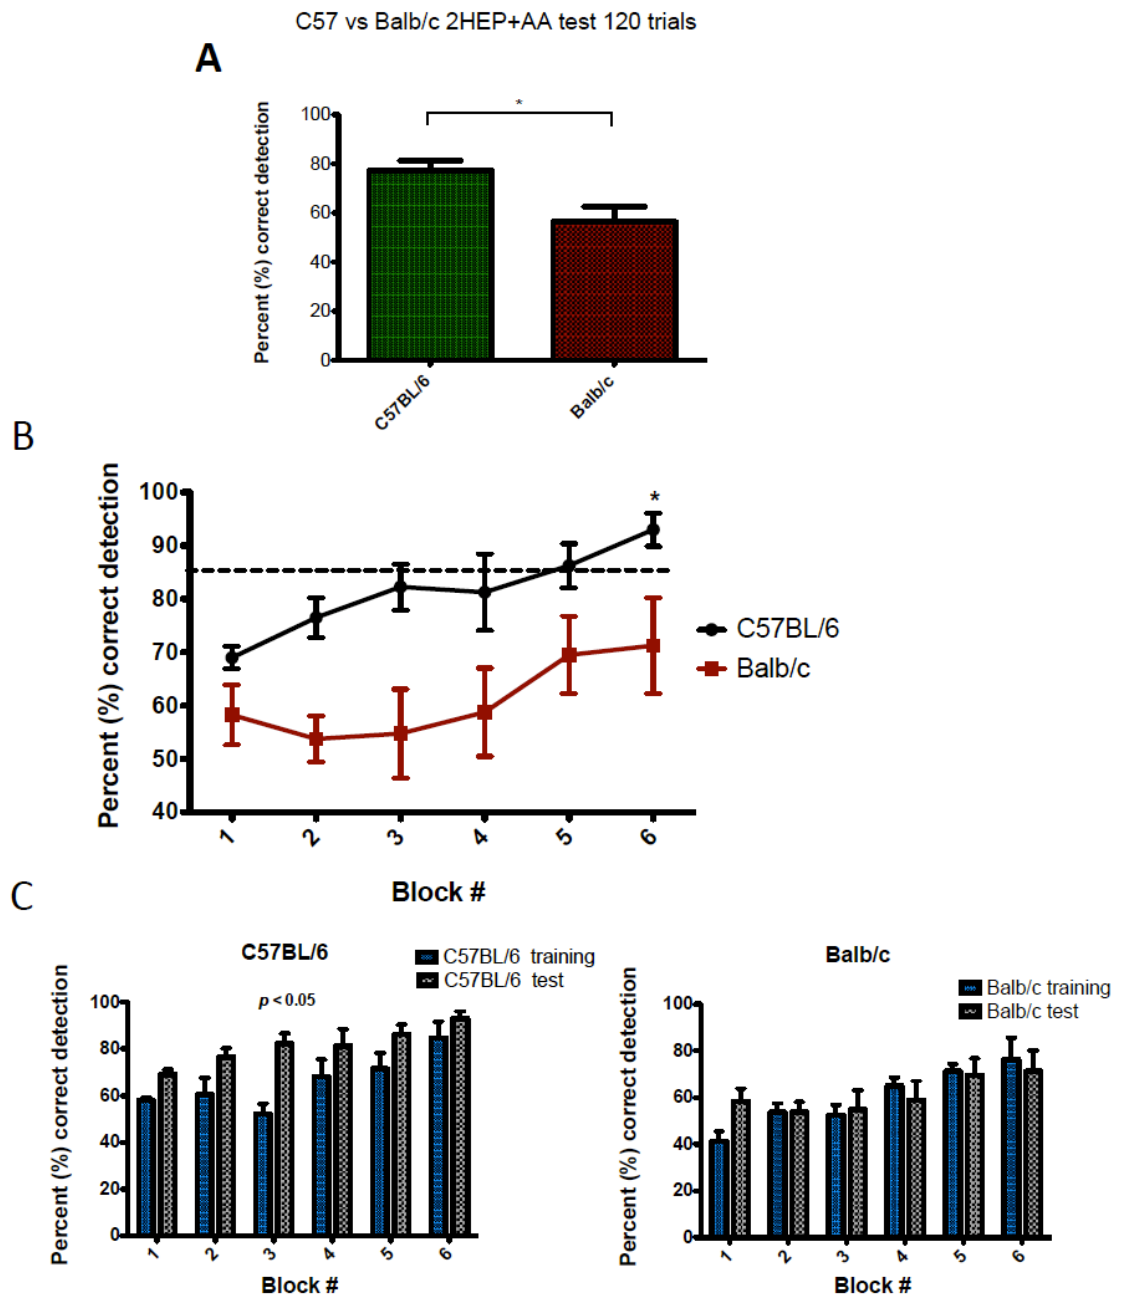 C57 vs Balb/c 2HEP+AA test 120 trials
A
Percent (%) correct detection
100
80
60
40
20
0
*
C57BL/6
Balb/c
B
Percent (%) correct detection
100
90
80
70
60
50
40
*
1 2 3 4 5 6
Block #
C57BL/6
Balb/c
C
C57BL/6
C57BL/6 training
C57BL/6 test
p < 0.05
Percent (%) correct detection
100
80
60
40
20
0
1 2 3 4 5 6
Block #
Balb/c
Balb/c training
Balb/c test
Percent (%) correct detection
100
80
60
40
20
0
1 2 3 4 5 6
Block #